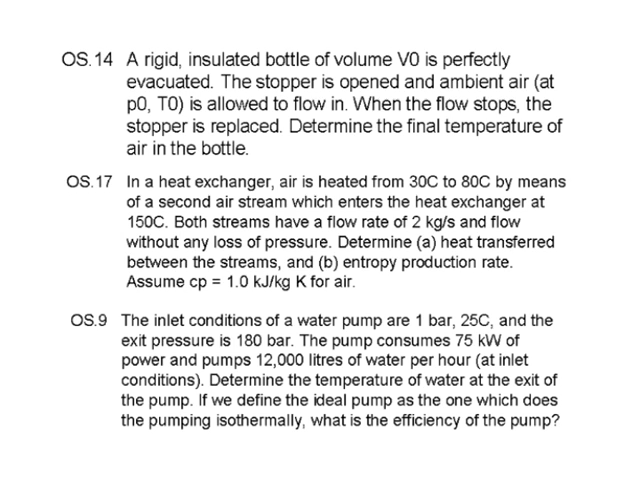 OS.14 A rigid, insulated bottle of volume V0 is perfectly
evacuated. The stopper is opened and ambient air (at
p0, T0) is allowed to flow in. When the flow stops, the
stopper is replaced. Determine the final temperature of
air in the bottle.
OS.17 In a heat exchanger, air is heated from 30C to 80C by means
of a second air stream which enters the heat exchanger at
150C. Both streams have a flow rate of 2 kg/s and flow
without any loss of pressure. Determine (a) heat transferred
between the streams, and (b) entropy production rate.
Assume cp = 1.0 kJ/kg K for air.
OS.9 The inlet conditions of a water pump are 1 bar, 25C, and the
exit pressure is 180 bar. The pump consumes 75 kW of
power and pumps 12,000 litres of water per hour (at inlet
conditions). Determine the temperature of water at the exit of
the pump. If we define the ideal pump as the one which does
the pumping isothermally, what is the efficiency of the pump?